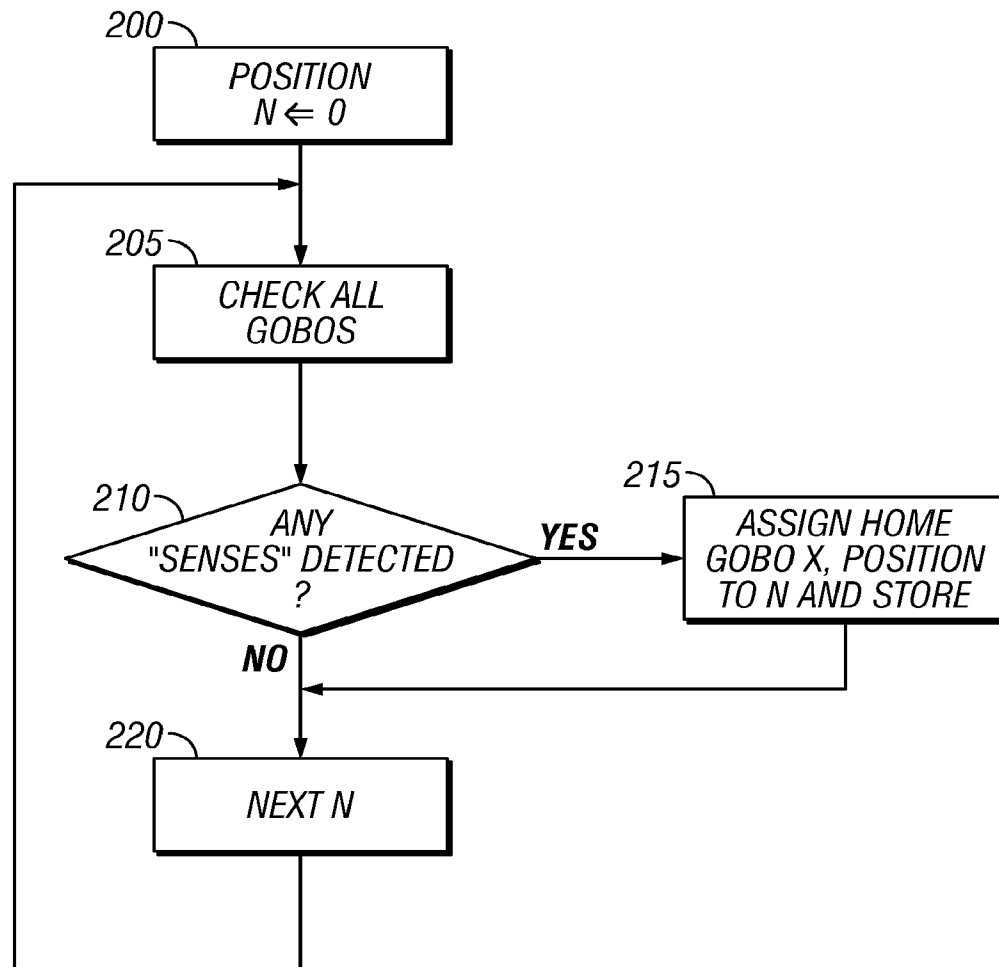 200
POSITION
N ⇐ 0
205
CHECK ALL
GOBOS
210
ANY
"SENSES" DETECTED
?
YES
215
ASSIGN HOME
GOBO X, POSITION
TO N AND STORE
NO
220
NEXT N